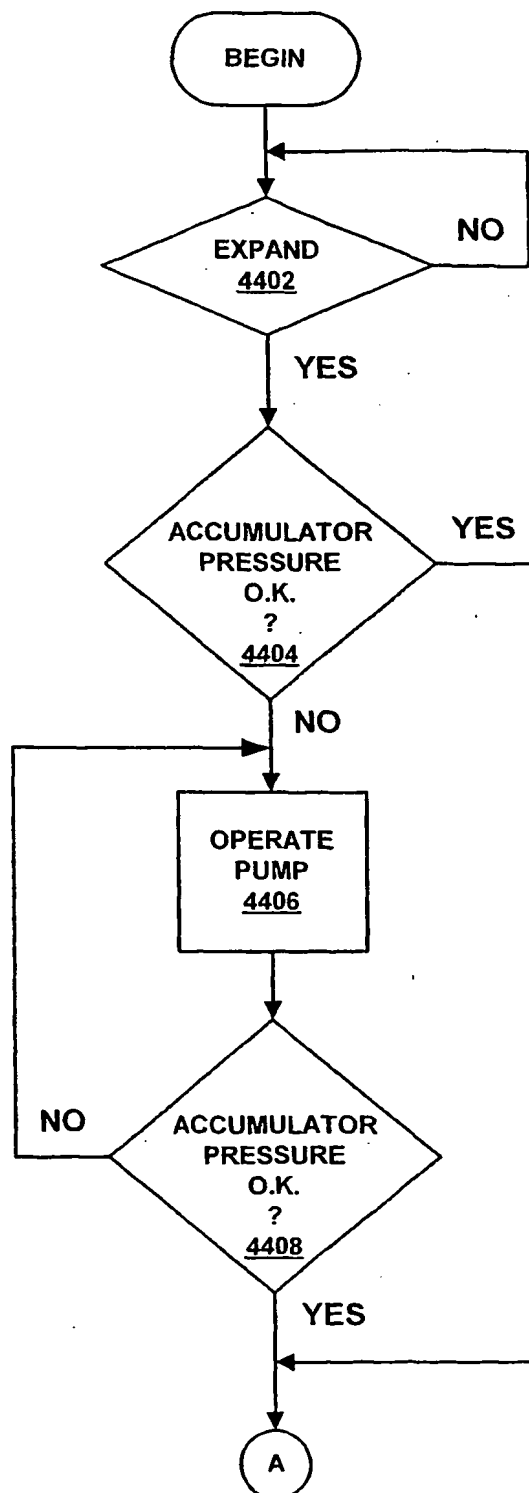 BEGIN
NO
EXPAND
4402
YES
ACCUMULATOR
PRESSURE
O.K.
?
4404
YES
NO
OPERATE
PUMP
4406
NO
ACCUMULATOR
PRESSURE
O.K.
?
4408
YES
A